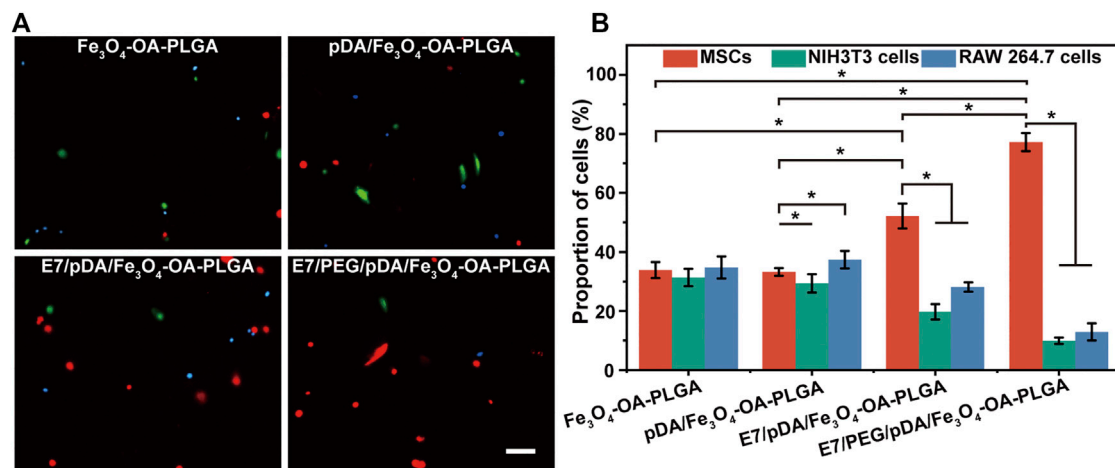 A
Fe₃O₄-OA-PLGA
pDA/Fe₃O₄-OA-PLGA
E7/pDA/Fe₃O₄-OA-PLGA
E7/PEG/pDA/Fe₃O₄-OA-PLGA
B
MSCs
NIH3T3 cells
RAW 264.7 cells
Proportion of cells (%)
100
80
60
40
20
0
*
*
*
*
*
*
*
*
*
Fe₃O₄-OA-PLGA
pDA/Fe₃O₄-OA-PLGA
E7/pDA/Fe₃O₄-OA-PLGA
E7/PEG/pDA/Fe₃O₄-OA-PLGA